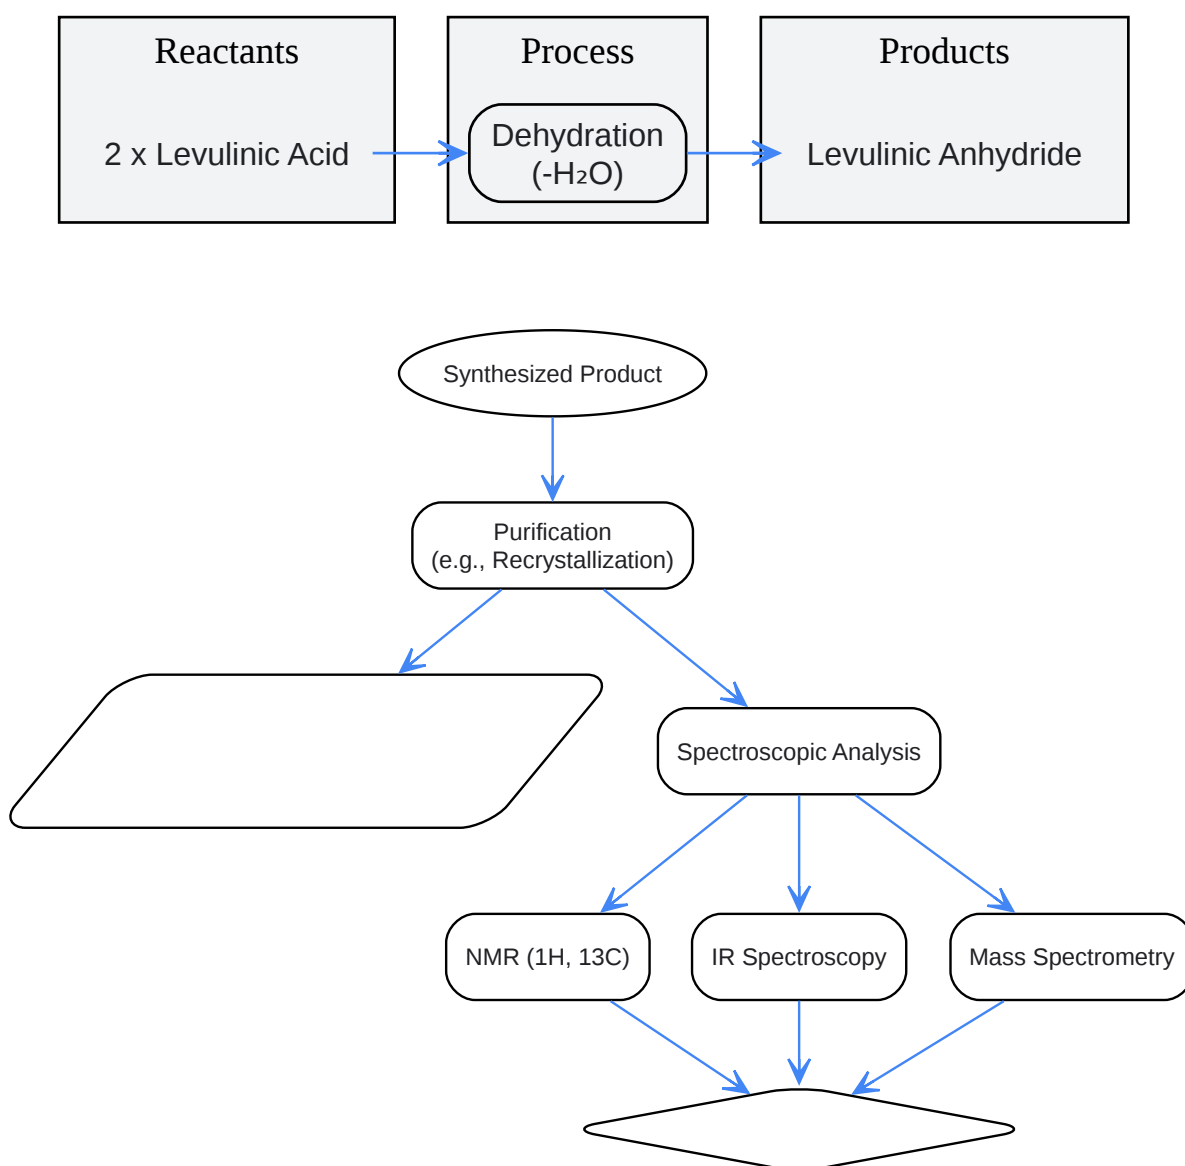 Reactants
Process
Products
2 x Levulinic Acid
Dehydration
(-H₂O)
Levulinic Anhydride
Synthesized Product
Purification
(e.g., Recrystallization)
Spectroscopic Analysis
NMR (1H, 13C)
IR Spectroscopy
Mass Spectrometry